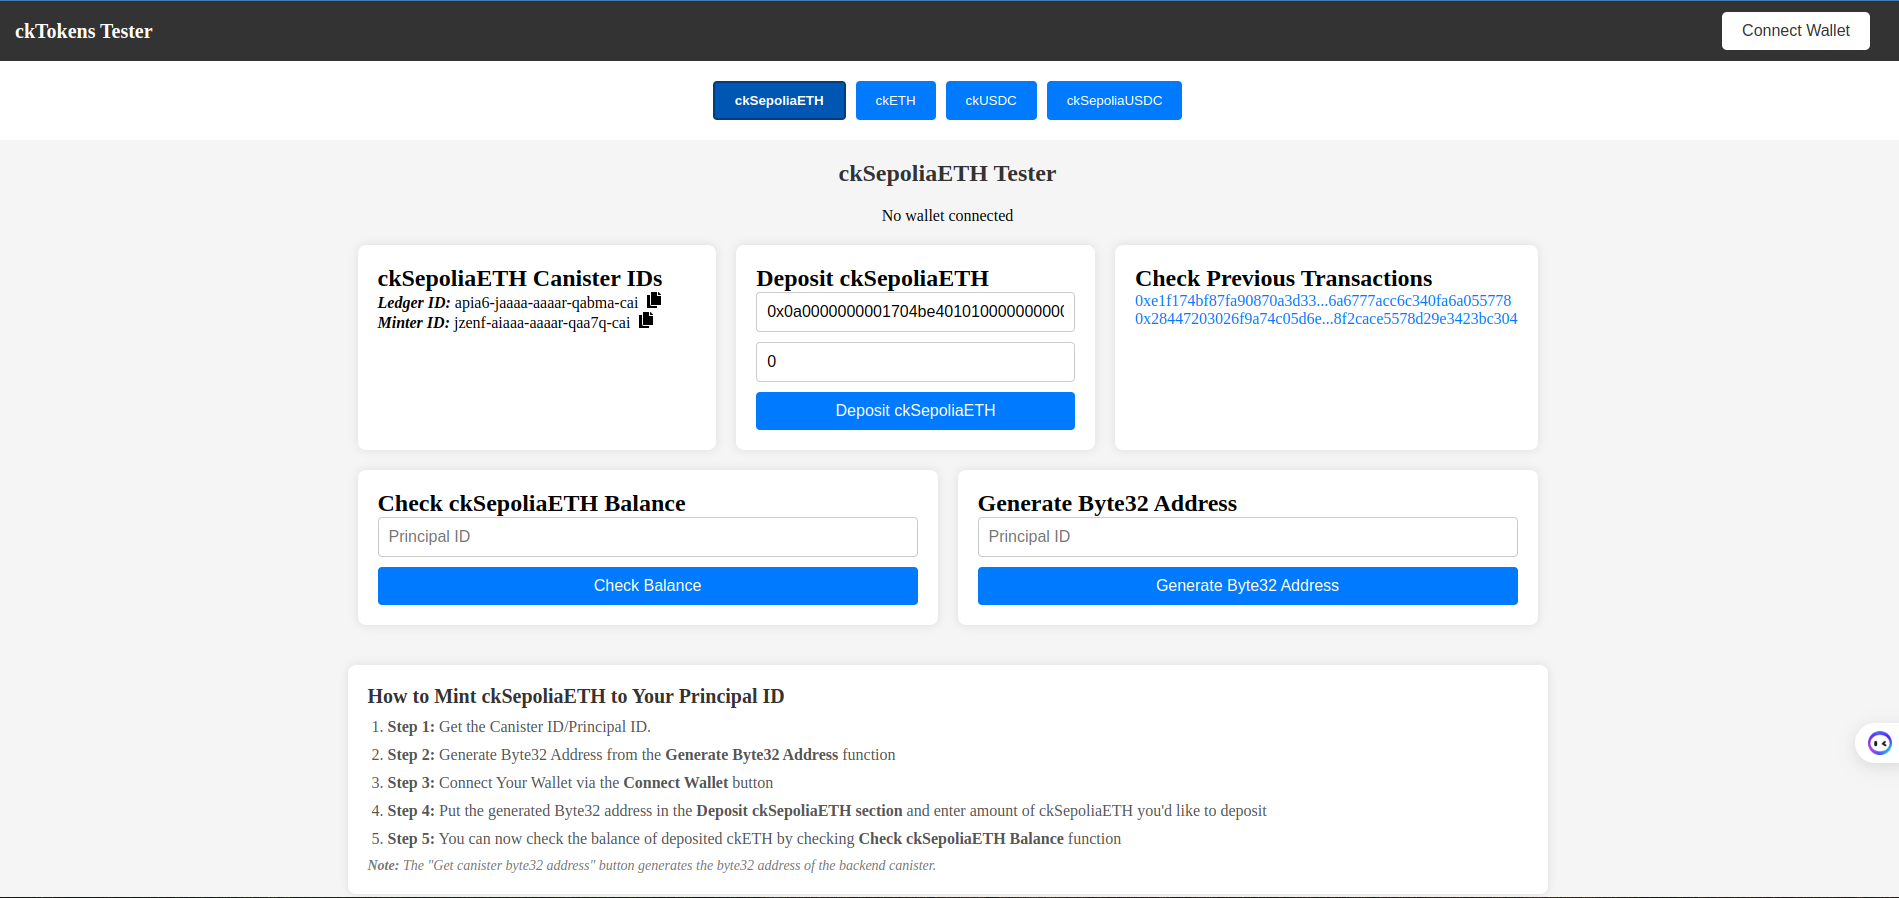 ckTokens Tester
Connect Wallet
ckSepoliaETH
ckETH
ckUSDC
ckSepoliaUSDC
ckSepoliaETH Tester
No wallet connected
ckSepoliaETH Canister IDs
Ledger ID: apia6-jaaaa-aaaar-qabma-cai
Minter ID: jzenf-aiaaa-aaaar-qaa7q-cai
Deposit ckSepoliaETH
0x0a0000000001704be4010100000000000
0
Deposit ckSepoliaETH
Check Previous Transactions
0xe1f174bf87fa90870a3d33...6a6777acc6c340fa6a055778
0x28447203026f9a74c05d6e...8f2cace5578d29e3423bc304
Check ckSepoliaETH Balance
Principal ID
Check Balance
Generate Byte32 Address
Principal ID
Generate Byte32 Address
How to Mint ckSepoliaETH to Your Principal ID
1. Step 1: Get the Canister ID/Principal ID.
2. Step 2: Generate Byte32 Address from the Generate Byte32 Address function
3. Step 3: Connect Your Wallet via the Connect Wallet button
4. Step 4: Put the generated Byte32 address in the Deposit ckSepoliaETH section and enter amount of ckSepoliaETH you'd like to deposit
5. Step 5: You can now check the balance of deposited ckETH by checking Check ckSepoliaETH Balance function
Note: The "Get canister byte32 address" button generates the byte32 address of the backend canister.